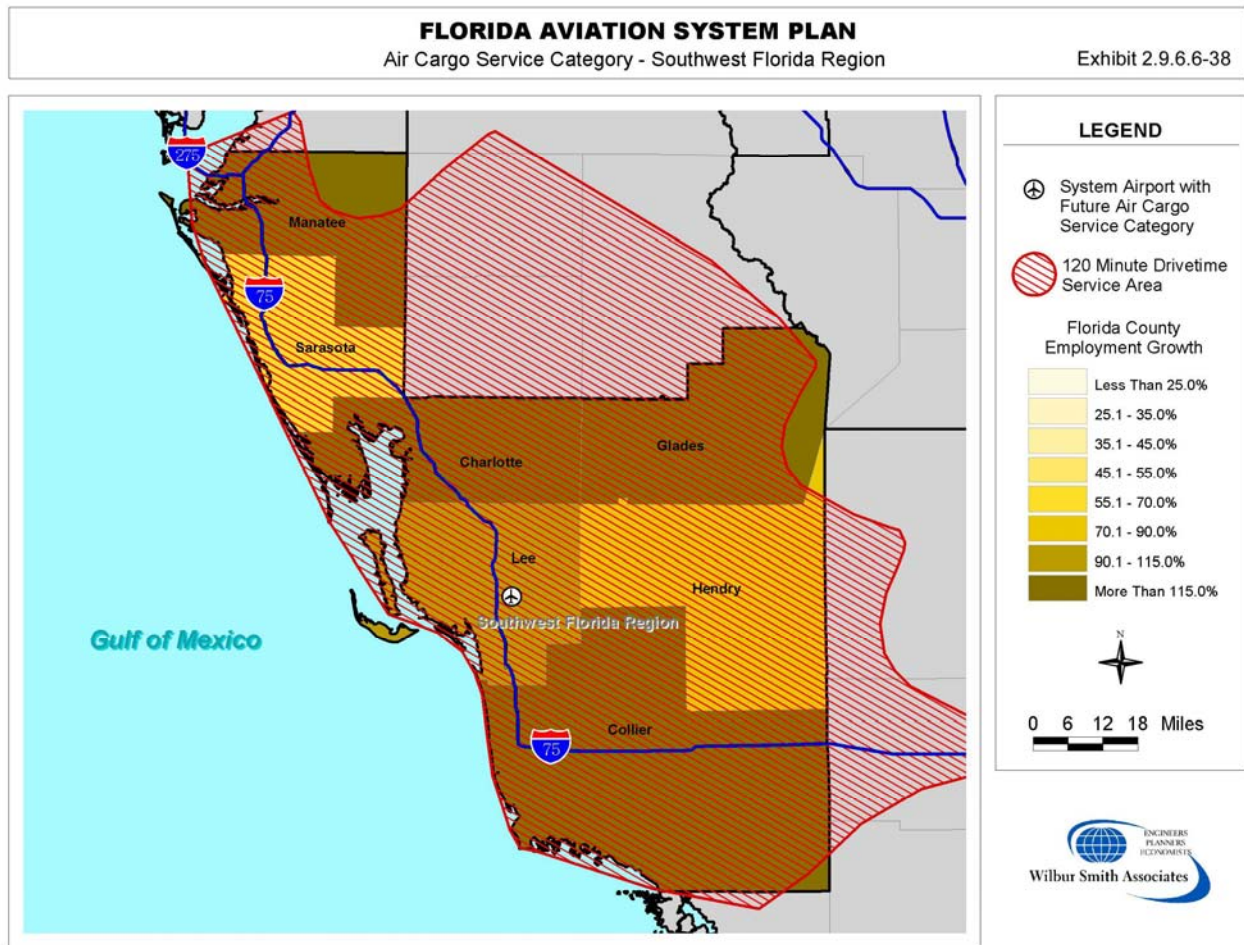 FLORIDA AVIATION SYSTEM PLAN
Air Cargo Service Category - Southwest Florida Region
Exhibit 2.9.6.6-38
275
Manatee
75
Sarasota
Charlotte
Glades
Lee
Hendry
Southwest Florida Region
Gulf of Mexico
Collier
75
LEGEND
System Airport with
Future Air Cargo
Service Category
120 Minute Drivetime
Service Area
Florida County
Employment Growth
Less Than 25.0%
25.1 - 35.0%
35.1 - 45.0%
45.1 - 55.0%
55.1 - 70.0%
70.1 - 90.0%
90.1 - 115.0%
More Than 115.0%
N
0 6 12 18 Miles
ENGINEERS
PLANNERS
ECONOMISTS
Wilbur Smith Associates